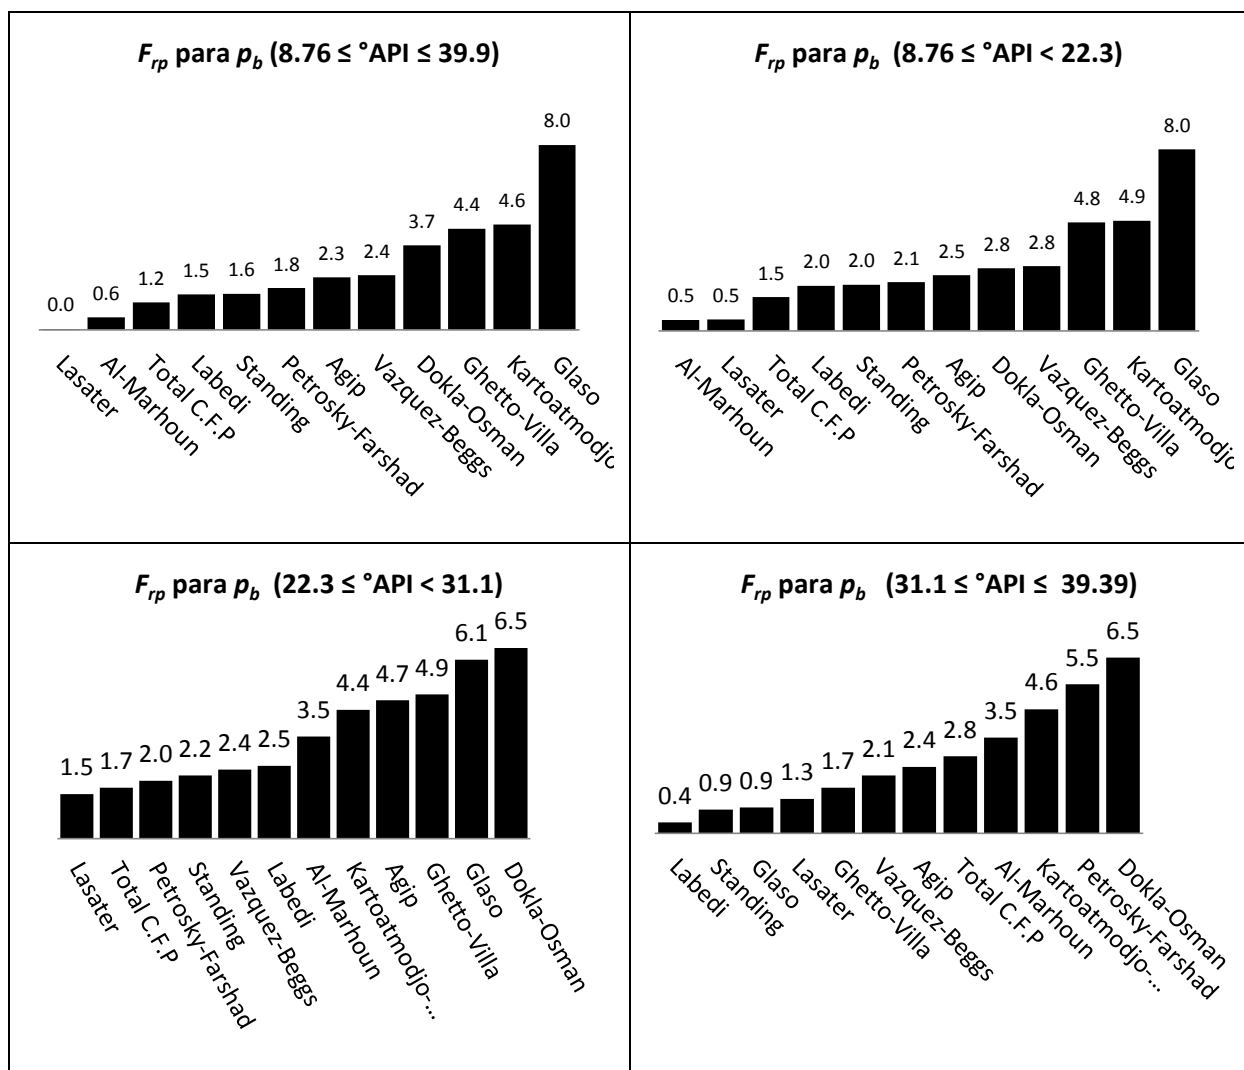 F_rp para p_b (8.76 ≤ °API ≤ 39.9)
0.0 0.6 1.2 1.5 1.6 1.8 2.3 2.4 3.7 4.4 4.6 8.0
Lasater
Al-Marhoun
Total C.F.P
Labedi
Standing
Petrosky-Farshad
Agip
Vazquez-Beggs
Dokla-Osman
Ghetto-Villa
Kartoatmodjo
Glaso
F_rp para p_b (8.76 ≤ °API < 22.3)
0.5 0.5 1.5 2.0 2.0 2.1 2.5 2.8 2.8 4.8 4.9 8.0
Al-Marhoun
Lasater
Total C.F.P
Labedi
Standing
Petrosky-Farshad
Agip
Dokla-Osman
Vazquez-Beggs
Ghetto-Villa
Kartoatmodjo
Glaso
F_rp para p_b (22.3 ≤ °API < 31.1)
1.5 1.7 2.0 2.2 2.4 2.5 3.5 4.4 4.7 4.9 6.1 6.5
Lasater
Total C.F.P
Petrosky-Farshad
Standing
Vazquez-Beggs
Labedi
Al-Marhoun
Kartoatmodjo-...
Agip
Ghetto-Villa
Glaso
Dokla-Osman
F_rp para p_b (31.1 ≤ °API ≤ 39.39)
0.4 0.9 0.9 1.3 1.7 2.1 2.4 2.8 3.5 4.6 5.5 6.5
Labedi
Standing
Glaso
Lasater
Ghetto-Villa
Vazquez-Beggs
Agip
Total C.F.P
Al-Marhoun
Kartoatmodjo-...
Petrosky-Farshad
Dokla-Osman